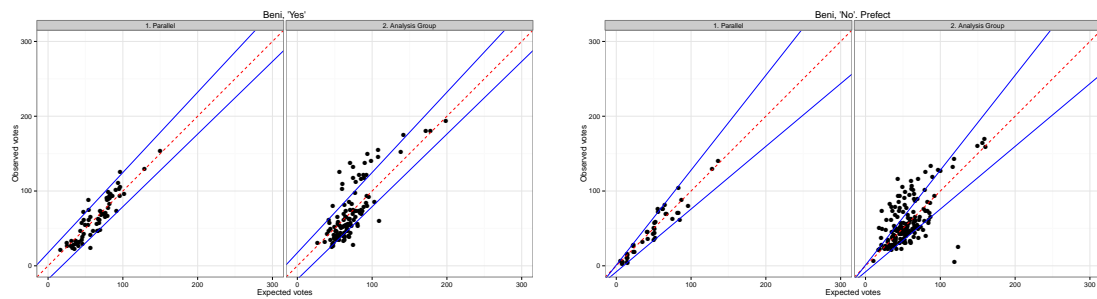 Beni, 'Yes'
1. Parallel
2. Analysis Group
300
200
100
0
Observed votes
0
100
200
300
0
100
200
300
Expected votes
Beni, 'No'. Prefect
1. Parallel
2. Analysis Group
300
200
100
0
Observed votes
0
100
200
300
0
100
200
300
Expected votes